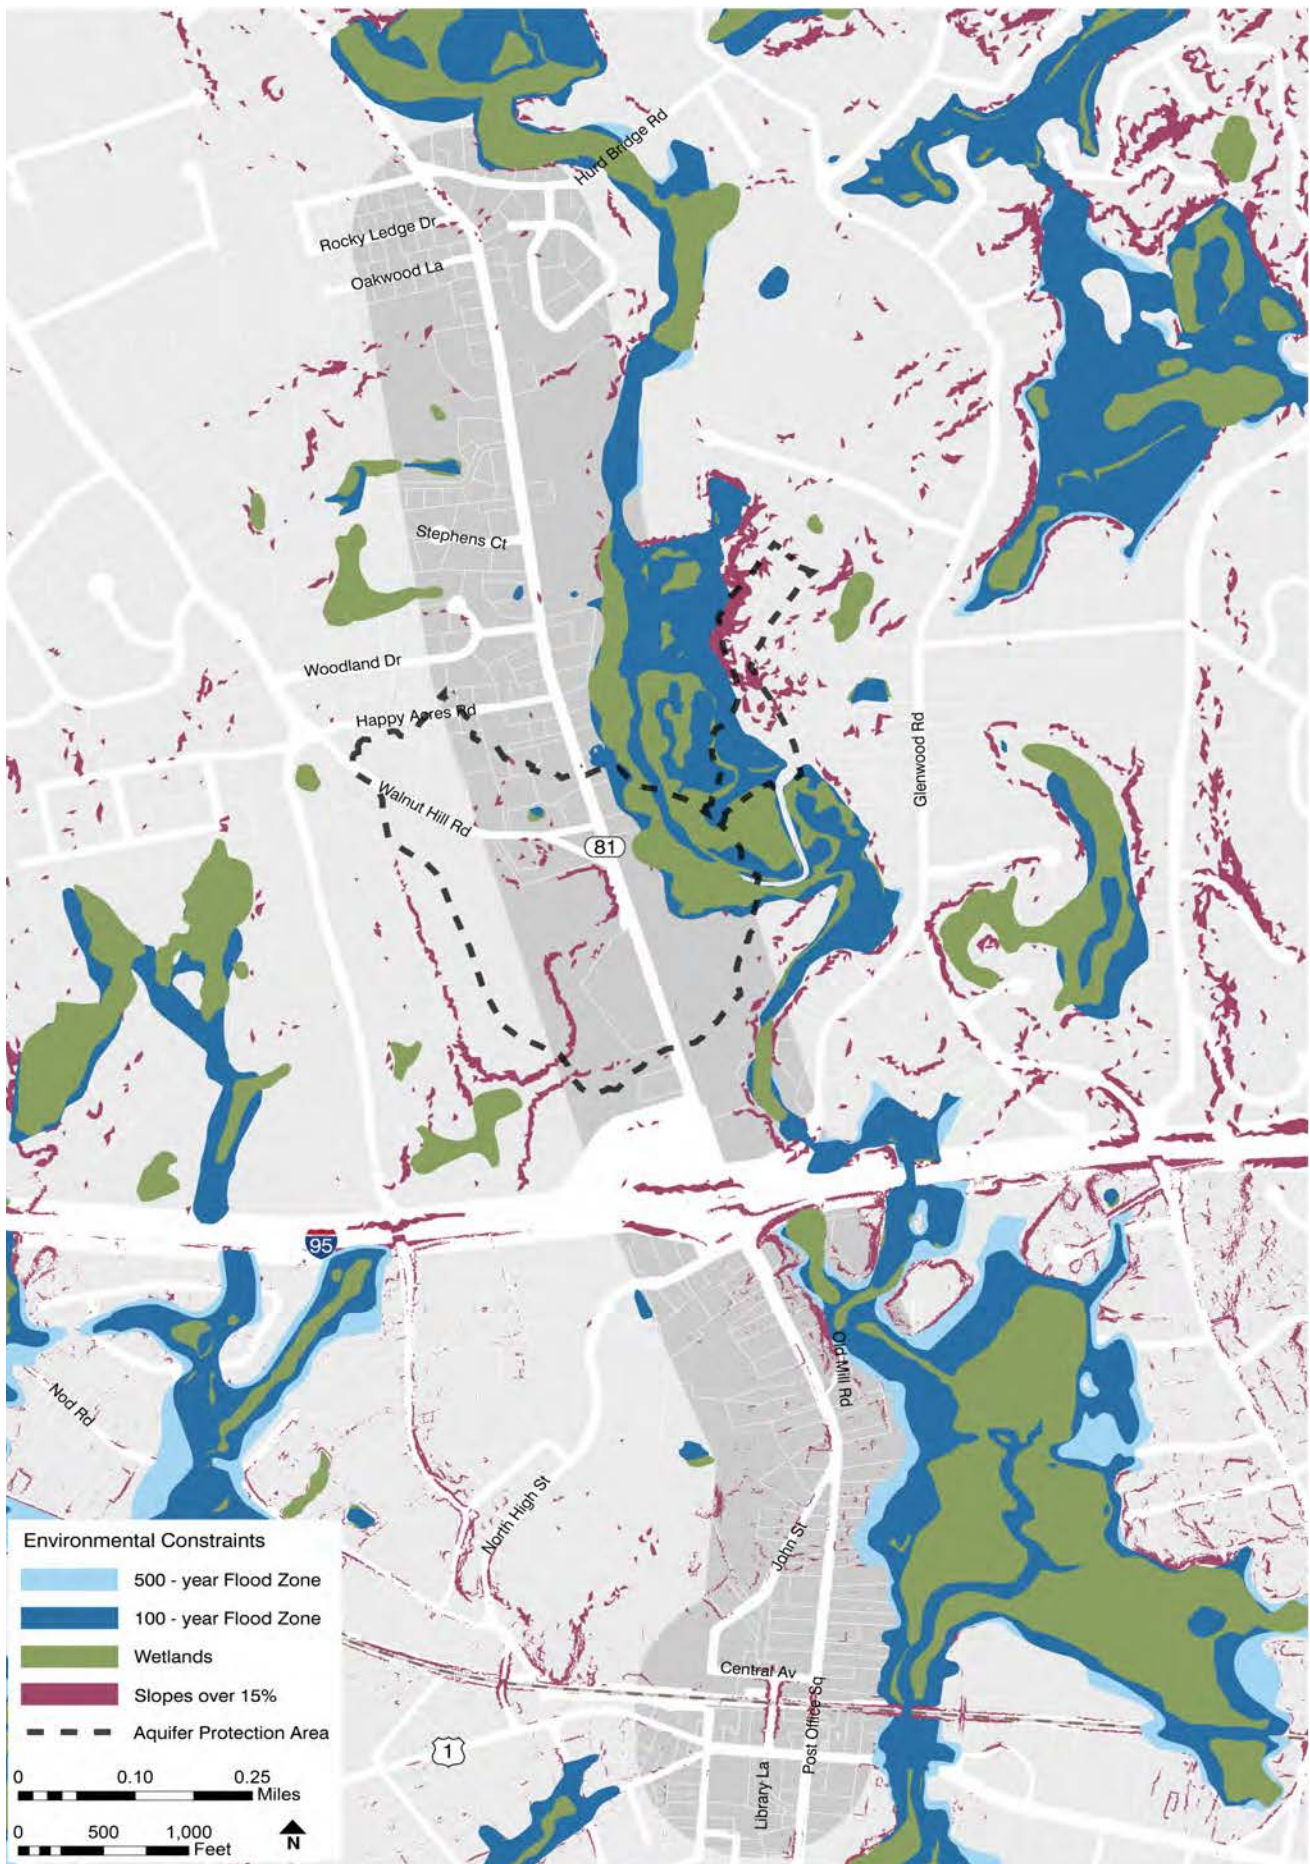 Hurd Bridge Rd
Rocky Ledge Dr
Oakwood La
Stephens Ct
Woodland Dr
Happy Acres Rd
Glenwood Rd
Walnut Hill Rd
81
95
Old Mill Rd
Nod Rd
North High St
John St
Central Av
Post Office Sq
Library La
1
Environmental Constraints
500 - year Flood Zone
100 - year Flood Zone
Wetlands
Slopes over 15%
Aquifer Protection Area
0 0.10 0.25
Miles
0 500 1,000
Feet
N